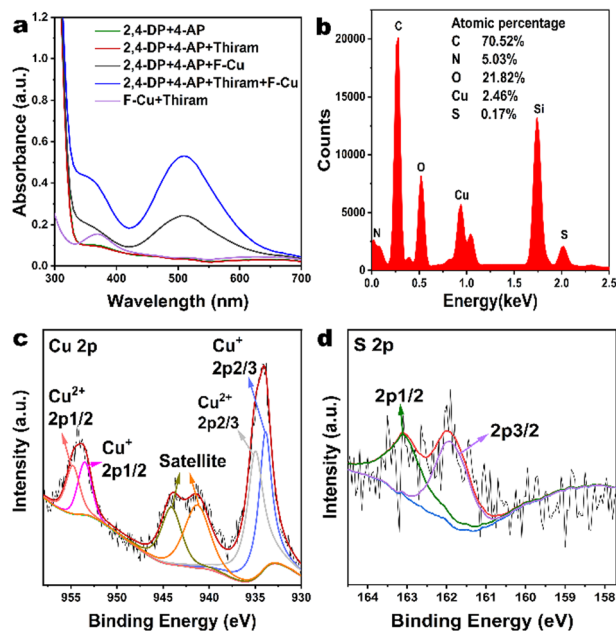 a
2,4-DP+4-AP
2,4-DP+4-AP+Thiram
2,4-DP+4-AP+F-Cu
2,4-DP+4-AP+Thiram+F-Cu
F-Cu+Thiram
Absorbance (a.u.)
1.2
1.0
0.8
0.6
0.4
0.2
0.0
300 400 500 600 700
Wavelength (nm)
b
Atomic percentage
C 70.52%
N 5.03%
O 21.82%
Cu 2.46%
S 0.17%
C
N
O
Cu
Si
S
Counts
20000
15000
10000
5000
0
0.0 0.5 1.0 1.5 2.0 2.5
Energy(keV)
c Cu 2p
Cu+
2p2/3
Cu2+
2p1/2
Cu2+
2p2/3
Cu+
2p1/2
Satellite
Intensity (a.u.)
955 950 945 940 935 930
Binding Energy (eV)
d S 2p
2p1/2
2p3/2
Intensity (a.u.)
164 163 162 161 160 159 158
Binding Energy (eV)